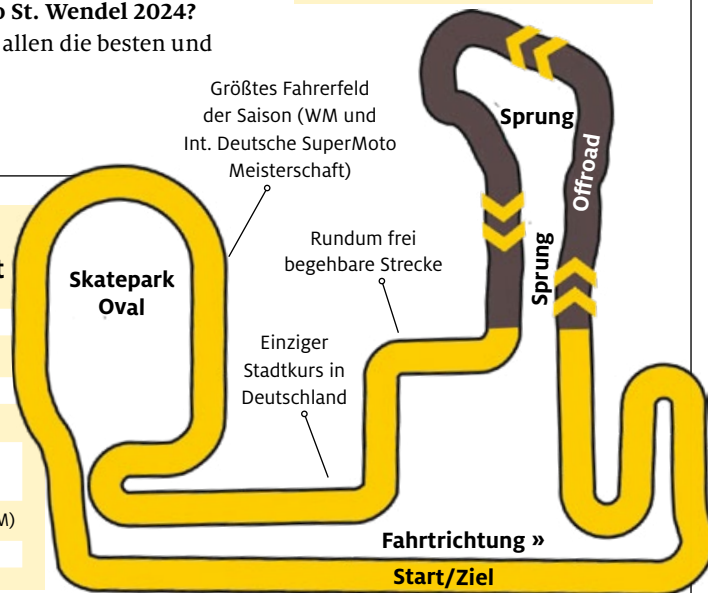 St. Wendel 2024?
allen die besten und
Größtes Fahrerfeld
der Saison (WM und
Int. Deutsche SuperMoto
Meisterschaft)
Sprung
Offroad
Rundum frei
begehbare Strecke
Sprung
Skatepark
Oval
Einziger
Stadtkurs in
Deutschland
Fahrtrichtung »
Start/Ziel